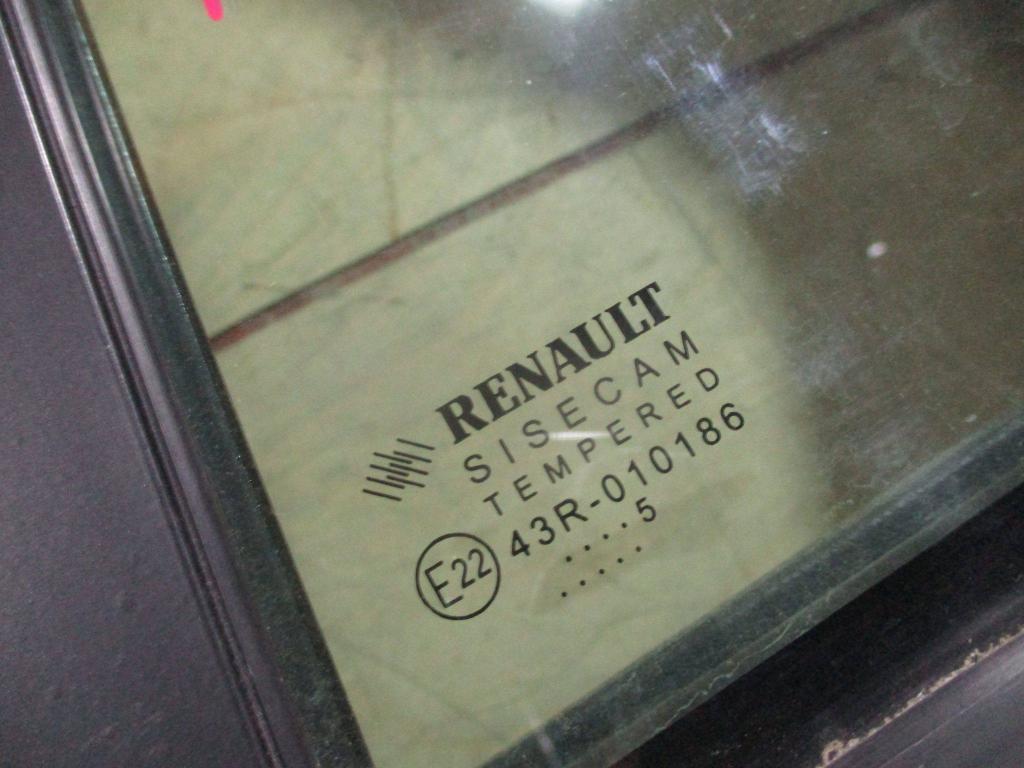 RENAULT
SISECAM
TEMPERED
E22 43R-010186
....5
.....